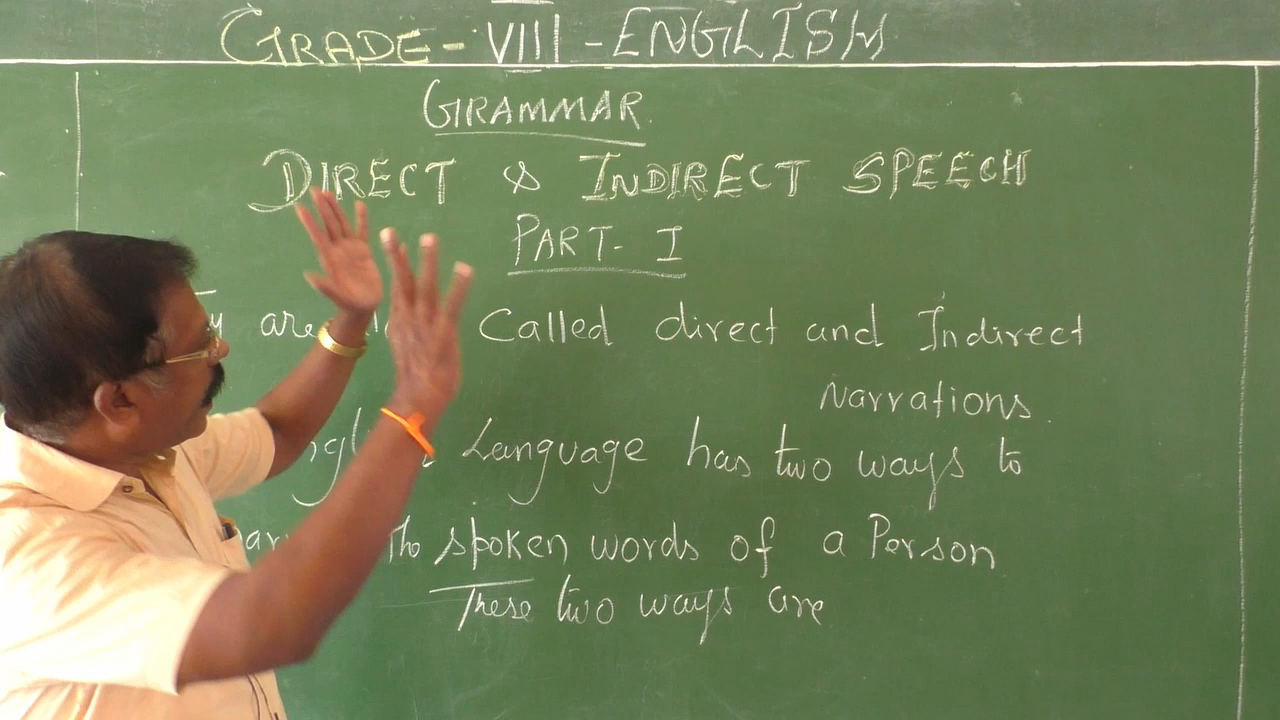 GRADE - VIII - ENGLISH
GRAMMAR
DIRECT & INDIRECT SPEECH
PART - I
are Called direct and Indirect
Narrations.
Language has two ways to
spoken words of a Person
These two ways are